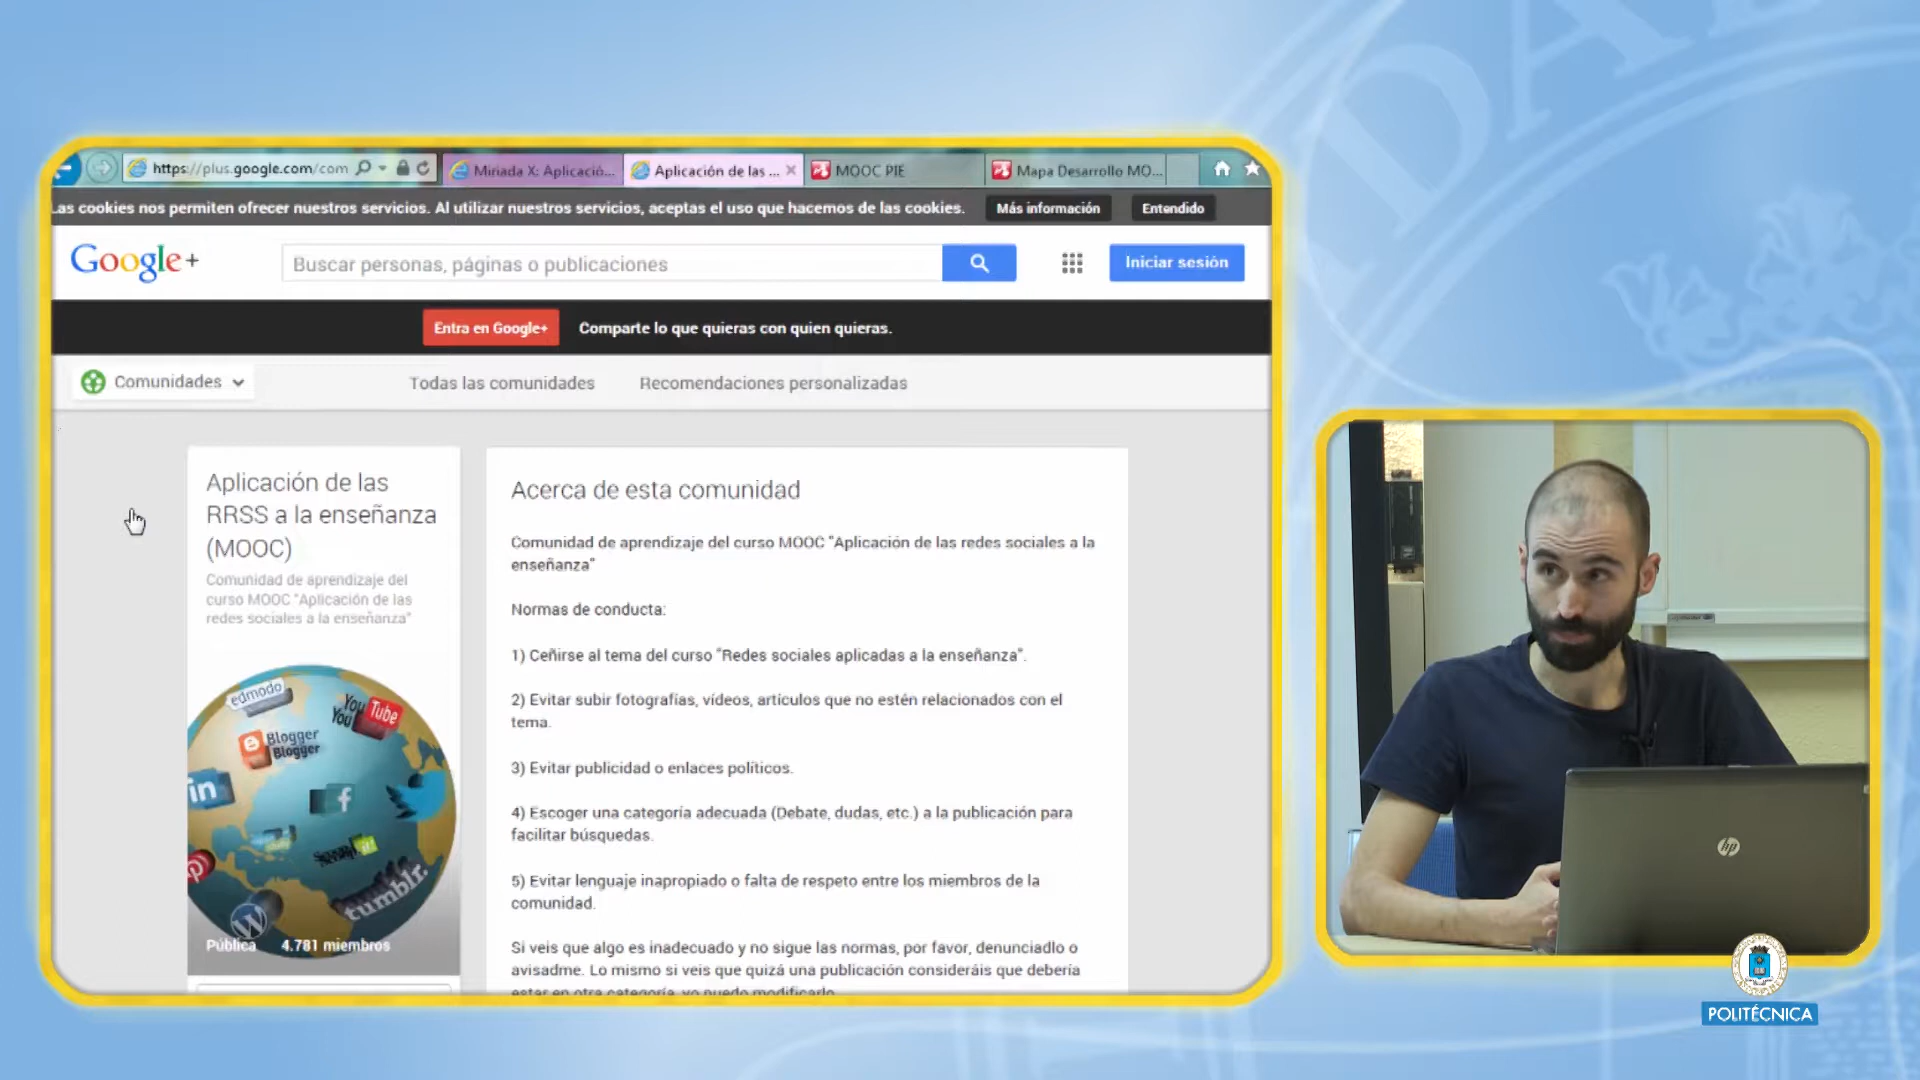 https://plus.google.com/com
Miriada X: Aplicació...
Aplicación de las ...
MOOC PIE
Mapa Desarrollo MO...
Las cookies nos permiten ofrecer nuestros servicios. Al utilizar nuestros servicios, aceptas el uso que hacemos de las cookies.
Más información
Entendido
Google+
Buscar personas, páginas o publicaciones
Iniciar sesión
Entra en Google+
Comparte lo que quieras con quien quieras.
Comunidades
Todas las comunidades
Recomendaciones personalizadas
Aplicación de las
RRSS a la enseñanza
(MOOC)
Comunidad de aprendizaje del
curso MOOC "Aplicación de las
redes sociales a la enseñanza"
edmodo
You Tube
You
Blogger
Blogger
in
f
tumblr.
W
Pública
4.781 miembros
Acerca de esta comunidad
Comunidad de aprendizaje del curso MOOC "Aplicación de las redes sociales a la
enseñanza"
Normas de conducta:
1) Ceñirse al tema del curso "Redes sociales aplicadas a la enseñanza".
2) Evitar subir fotografías, vídeos, artículos que no estén relacionados con el
tema.
3) Evitar publicidad o enlaces políticos.
4) Escoger una categoría adecuada (Debate, dudas, etc.) a la publicación para
facilitar búsquedas.
5) Evitar lenguaje inapropiado o falta de respeto entre los miembros de la
comunidad.
Si veis que algo es inadecuado y no sigue las normas, por favor, denunciadlo o
avisadme. Lo mismo si veis que quizá una publicación consideráis que debería
estar en otra categoría, yo puedo modificarlo.
hp
POLITÉCNICA